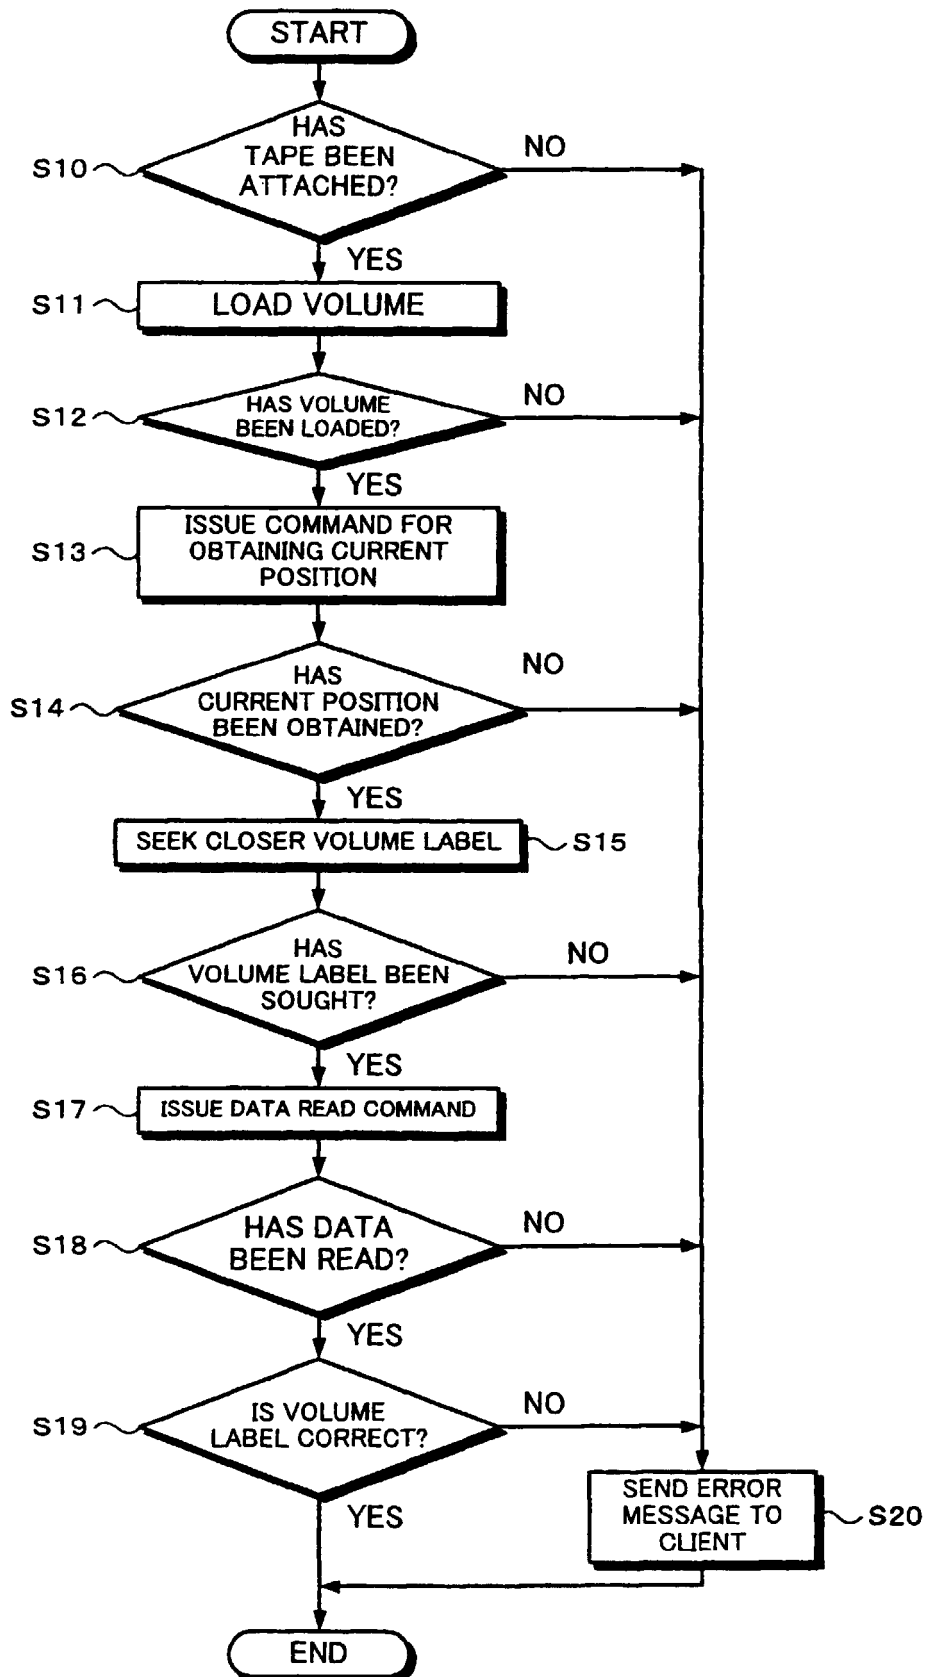 START
HAS
TAPE BEEN
ATTACHED?
S10
NO
YES
S11
LOAD VOLUME
S12
HAS VOLUME
BEEN LOADED?
NO
YES
S13
ISSUE COMMAND FOR
OBTAINING CURRENT
POSITION
S14
HAS
CURRENT POSITION
BEEN OBTAINED?
NO
YES
SEEK CLOSER VOLUME LABEL
S15
S16
HAS
VOLUME LABEL BEEN
SOUGHT?
NO
YES
S17
ISSUE DATA READ COMMAND
S18
HAS DATA
BEEN READ?
NO
YES
S19
IS VOLUME
LABEL CORRECT?
NO
YES
SEND ERROR
MESSAGE TO
CLIENT
S20
END